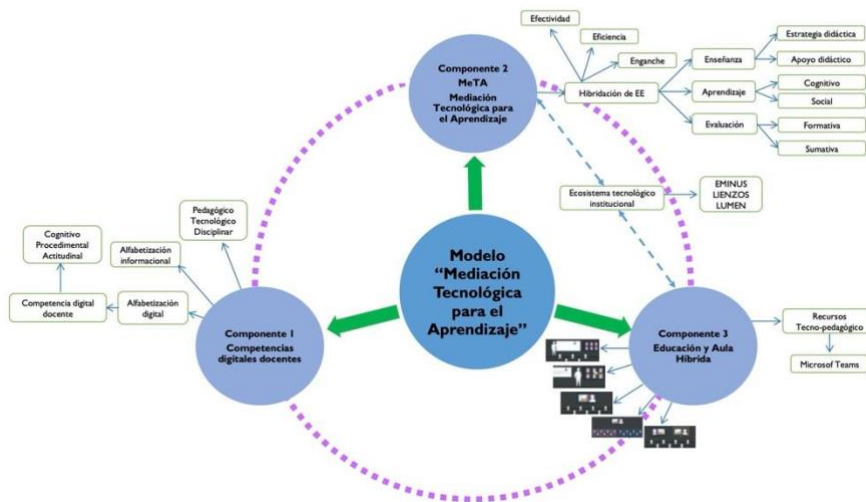 Efectividad
Eficiencia
Enganche
Componente 2
MeTA
Mediación
Tecnológica para
el Aprendizaje
Hibridación de EE
Enseñanza
Aprendizaje
Evaluación
Estrategia didáctica
Apoyo didáctico
Cognitivo
Social
Formativa
Sumativa
Ecosistema tecnológico
institucional
EMINUS
LIENZOS
LUMEN
Pedagógico
Tecnológico
Disciplinar
Cognitivo
Procedimental
Actitudinal
Alfabetización
informacional
Competencia digital
docente
Alfabetización
digital
Modelo
“Mediación
Tecnológica
para el
Aprendizaje”
Componente 1
Competencias
digitales docentes
Componente 3
Educación y Aula
Híbrida
Recursos
Tecno-pedagógico
Microsof Teams